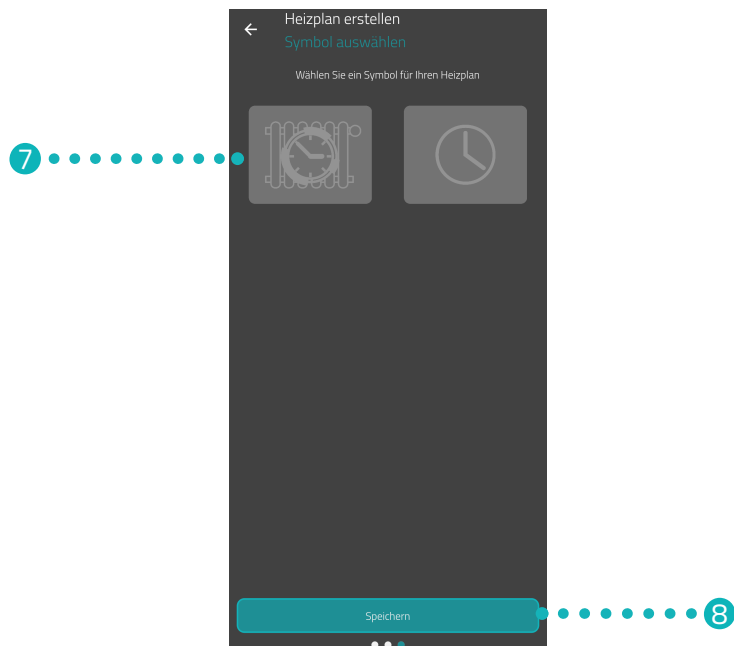 Heizplan erstellen
Symbol auswählen
Wählen Sie ein Symbol für Ihren Heizplan
7
Speichern
8